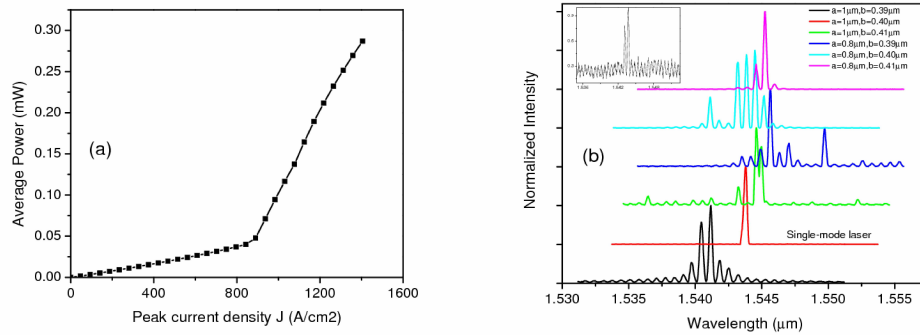 (a)
Average Power (mW)
0.30
0.25
0.20
0.15
0.10
0.05
0.00
0 400 800 1200 1600
Peak current density J (A/cm2)
(b)
Normalized Intensity
a=1μm,b=0.39μm
a=1μm,b=0.40μm
a=1μm,b=0.41μm
a=0.8μm,b=0.39μm
a=0.8μm,b=0.40μm
a=0.8μm,b=0.41μm
Single-mode laser
1.530 1.535 1.540 1.545 1.550 1.555
Wavelength (μm)